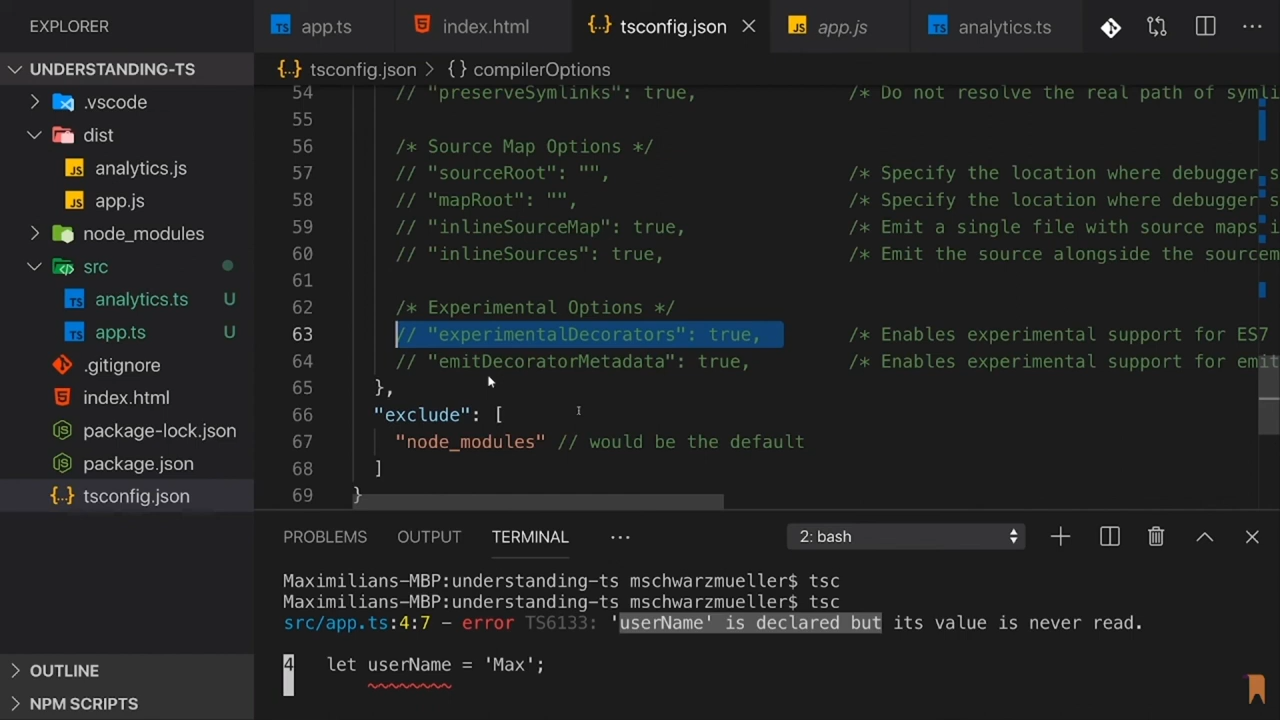 EXPLORER
app.ts
index.html
tsconfig.json
app.js
analytics.ts
UNDERSTANDING-TS
tsconfig.json > {} compilerOptions
.vscode
dist
analytics.js
app.js
node_modules
src
analytics.ts U
app.ts U
.gitignore
index.html
package-lock.json
package.json
tsconfig.json
OUTLINE
NPM SCRIPTS
54 // "preserveSymlinks": true, /* Do not resolve the real path of symli
55
56 /* Source Map Options */
57 // "sourceRoot": "", /* Specify the location where debugger s
58 // "mapRoot": "", /* Specify the location where debugger s
59 // "inlineSourceMap": true, /* Emit a single file with source maps i
60 // "inlineSources": true, /* Emit the source alongside the sourcem
61
62 /* Experimental Options */
63 // "experimentalDecorators": true, /* Enables experimental support for ES7
64 // "emitDecoratorMetadata": true, /* Enables experimental support for emit
65 },
66 "exclude": [
67 "node_modules" // would be the default
68 ]
69 }
PROBLEMS OUTPUT TERMINAL ... 2: bash
Maximilians-MBP:understanding-ts mschwarzmueller$ tsc
Maximilians-MBP:understanding-ts mschwarzmueller$ tsc
src/app.ts:4:7 - error TS6133: 'userName' is declared but its value is never read.
4 let userName = 'Max';